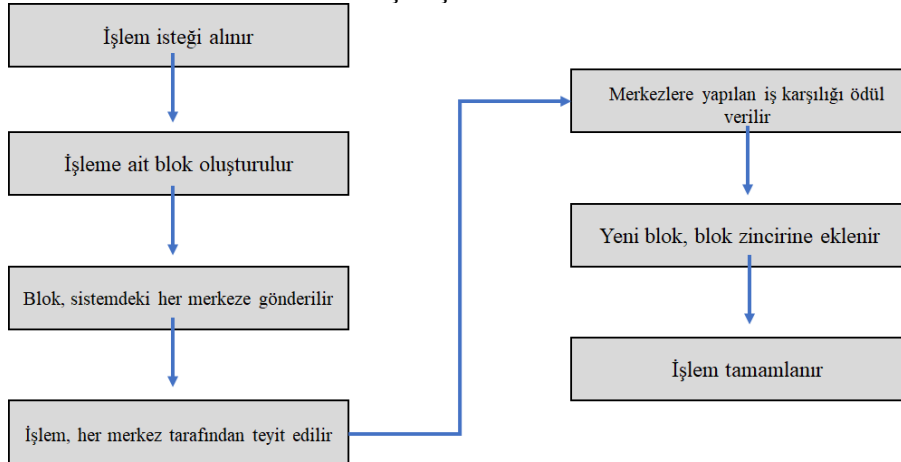 İşlem isteği alınır
İşleme ait blok oluşturulur
Blok, sistemdeki her merkeze gönderilir
İşlem, her merkez tarafından teyit edilir
Merkezlere yapılan iş karşılığı ödül
verilir
Yeni blok, blok zincirine eklenir
İşlem tamamlanır